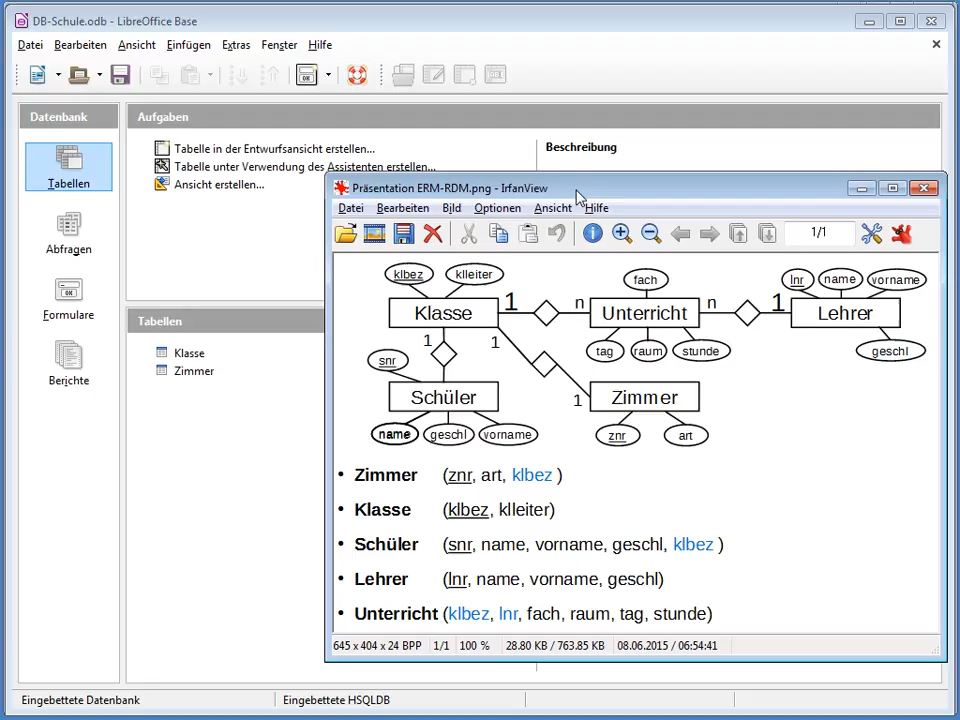 DB-Schule.odb - LibreOffice Base
Datei Bearbeiten Ansicht Einfügen Extras Fenster Hilfe
Datenbank
Aufgaben
Tabelle in der Entwurfsansicht erstellen...
Tabelle unter Verwendung des Assistenten erstellen...
Ansicht erstellen...
Beschreibung
Tabellen
Abfragen
Formulare
Berichte
Tabellen
Klasse
Zimmer
Präsentation ERM-RDM.png - IrfanView
Datei Bearbeiten Bild Optionen Ansicht Hilfe
1/1
klbez klleiter fach lnr name vorname
Klasse 1 n Unterricht n 1 Lehrer
1 1 tag raum stunde geschl
snr
Schüler 1 Zimmer
name geschl vorname znr art
• Zimmer (znr, art, klbez )
• Klasse (klbez, klleiter)
• Schüler (snr, name, vorname, geschl, klbez )
• Lehrer (lnr, name, vorname, geschl)
• Unterricht (klbez, lnr, fach, raum, tag, stunde)
645 x 404 x 24 BPP 1/1 100 % 28.80 KB / 763.85 KB 08.06.2015 / 06:54:41
Eingebettete Datenbank Eingebettete HSQLDB